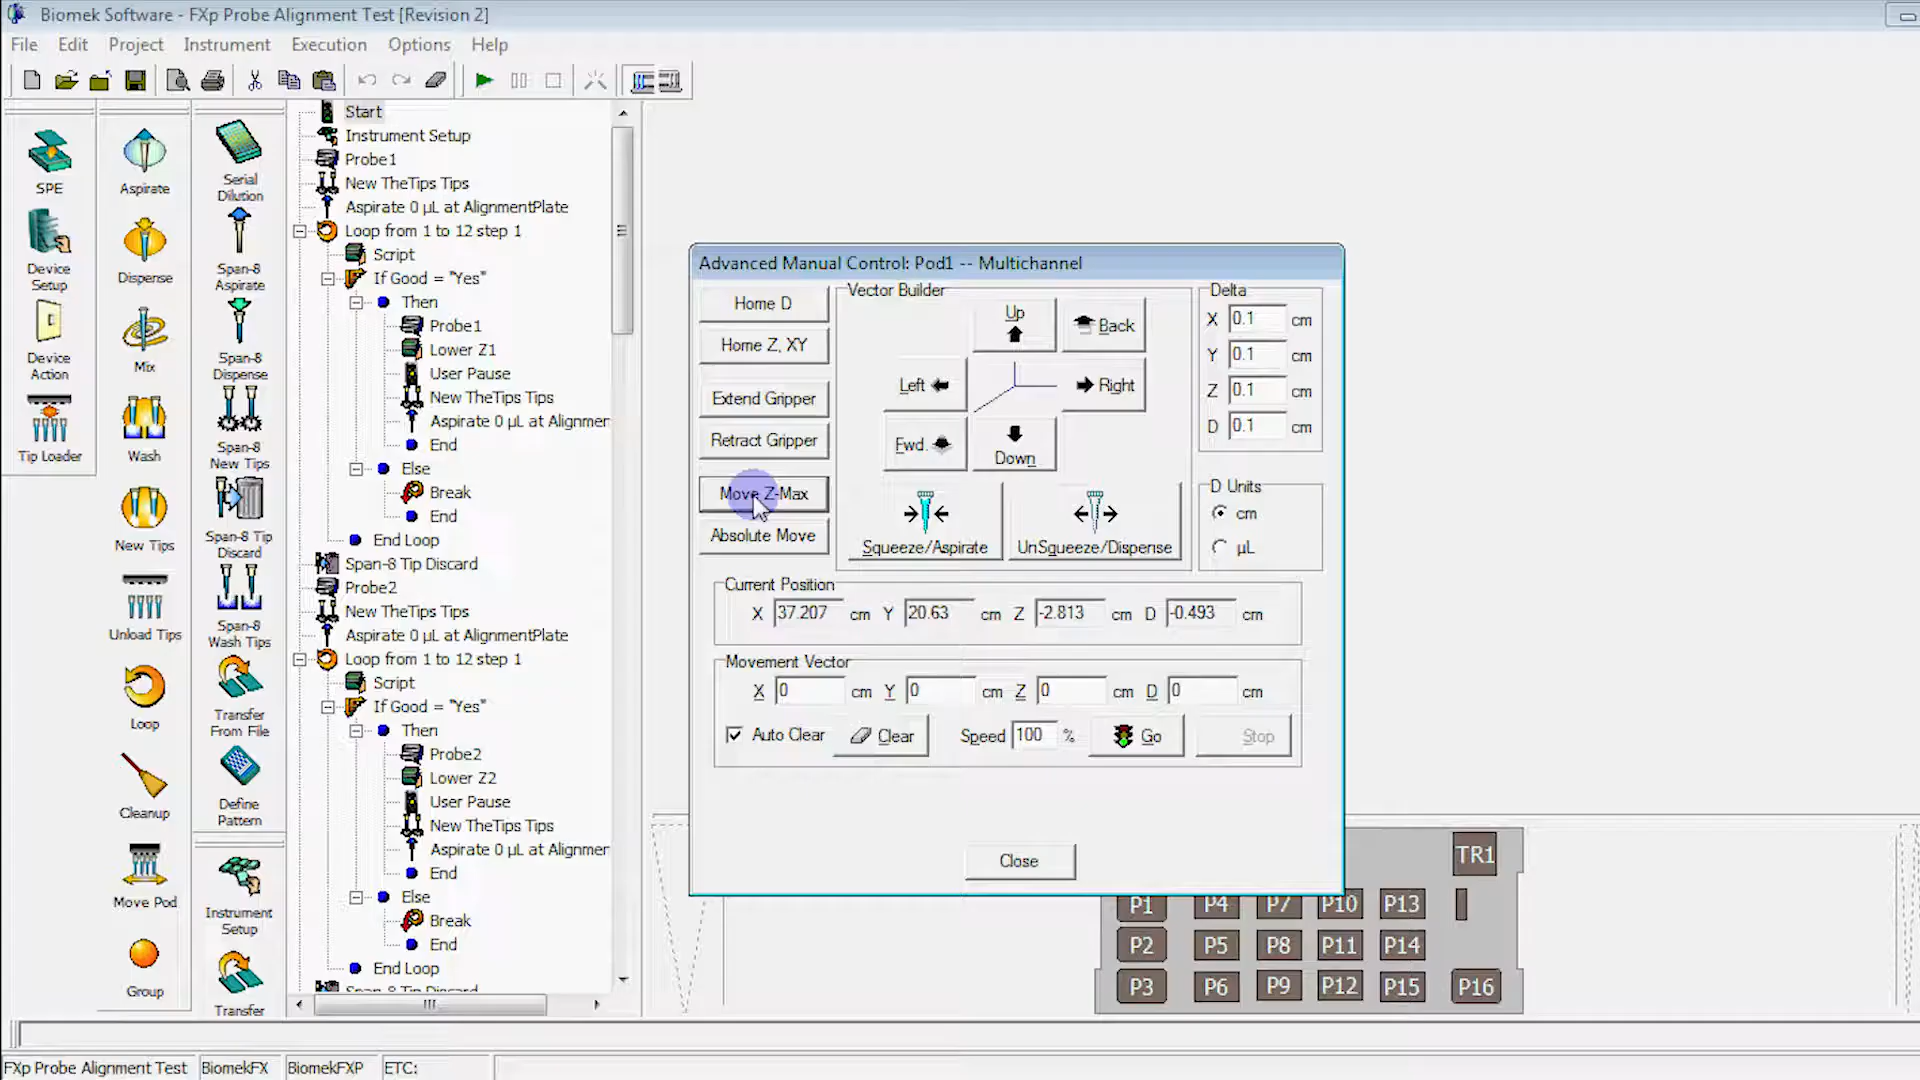 Biomek Software - FXp Probe Alignment Test [Revision 2]
File Edit Project Instrument Execution Options Help
SPE
Device
Setup
Device
Action
Tip Loader
Aspirate
Dispense
Mix
Wash
New Tips
Unload Tips
Loop
Cleanup
Move Pod
Group
Serial
Dilution
Span-8
Aspirate
Span-8
Dispense
Span-8
New Tips
Span-8 Tip
Discard
Span-8
Wash Tips
Transfer
From File
Define
Pattern
Instrument
Setup
Transfer
Start
Instrument Setup
Probe1
New TheTips Tips
Aspirate 0 µL at AlignmentPlate
Loop from 1 to 12 step 1
Script
If Good = "Yes"
Then
Probe1
Lower Z1
User Pause
New TheTips Tips
Aspirate 0 µL at Alignmer
End
Else
Break
End
End Loop
Span-8 Tip Discard
Probe2
New TheTips Tips
Aspirate 0 µL at AlignmentPlate
Loop from 1 to 12 step 1
Script
If Good = "Yes"
Then
Probe2
Lower Z2
User Pause
New TheTips Tips
Aspirate 0 µL at Alignmer
End
Else
Break
End
End Loop
Span-8 Tip Discard
Advanced Manual Control: Pod1 -- Multichannel
Home D
Home Z, XY
Extend Gripper
Retract Gripper
Move Z-Max
Absolute Move
Vector Builder
Up
Back
Left
Right
Fwd.
Down
Squeeze/Aspirate
UnSqueeze/Dispense
Delta
X 0.1 cm
Y 0.1 cm
Z 0.1 cm
D 0.1 cm
D Units
cm
µL
Current Position
X 37.207 cm Y 20.63 cm Z -2.813 cm D -0.493 cm
Movement Vector
X 0 cm Y 0 cm Z 0 cm D 0 cm
Auto Clear Clear Speed 100 % Go Stop
Close
TR1
P1 P4 P7 P10 P13
P2 P5 P8 P11 P14
P3 P6 P9 P12 P15 P16
FXp Probe Alignment Test BiomekFX BiomekFXP ETC: